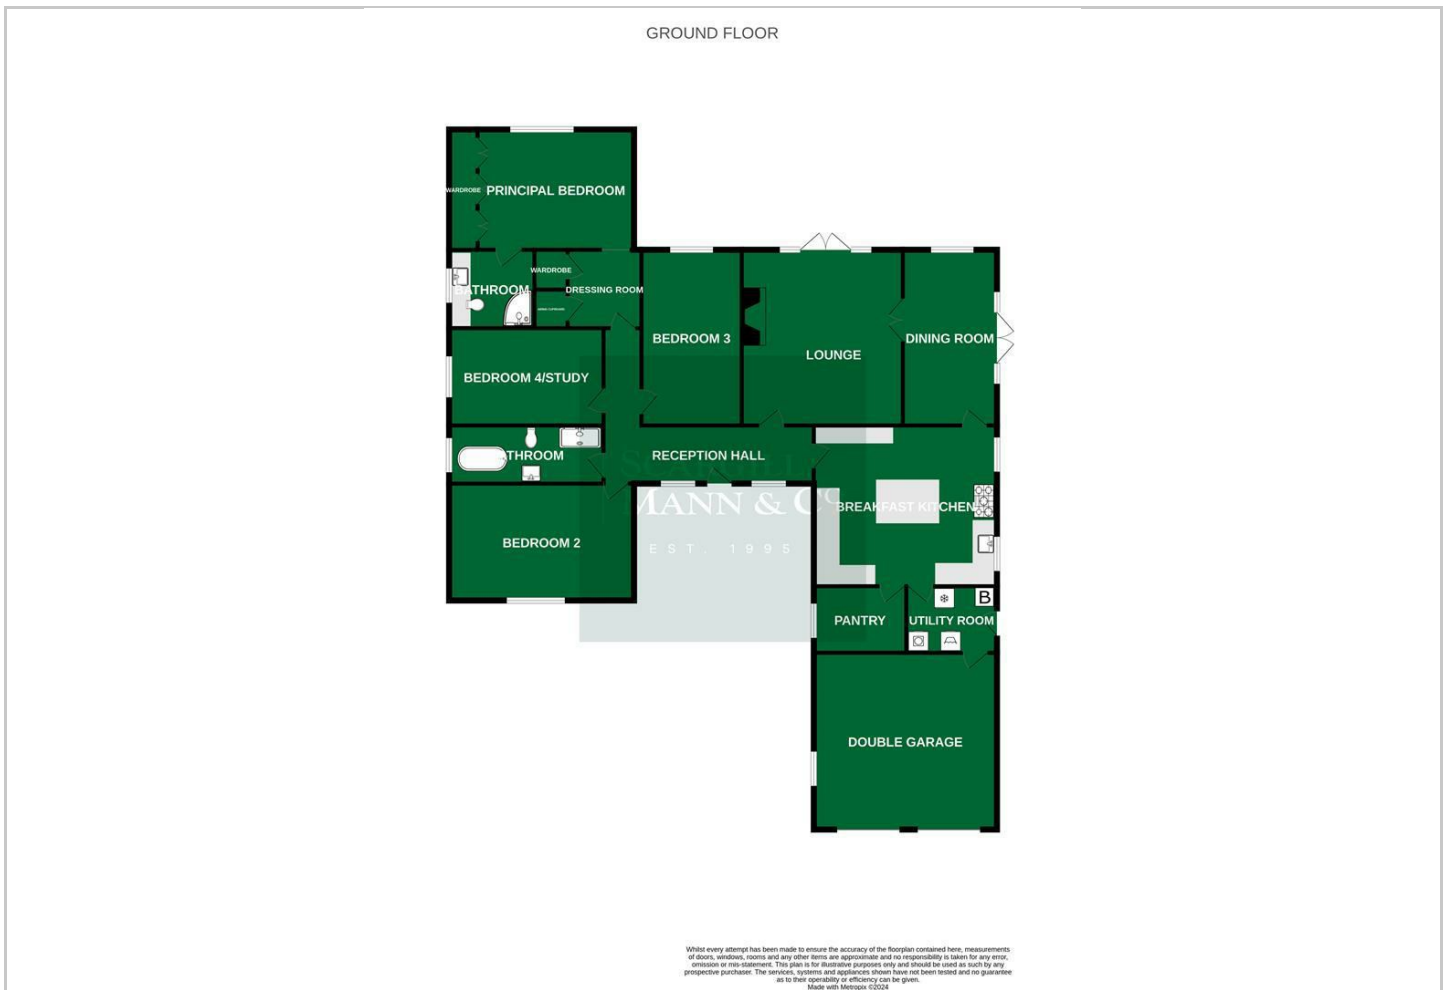 GROUND FLOOR
WARDROBE
PRINCIPAL BEDROOM
WARDROBE
BATHROOM
DRESSING ROOM
BEDROOM 3
LOUNGE
DINING ROOM
BEDROOM 4/STUDY
RECEPTION HALL
BATHROOM
BREAKFAST KITCHEN
MANN & Co
EST. 1995
BEDROOM 2
B
PANTRY
UTILITY ROOM
DOUBLE GARAGE
Whilst every attempt has been made to ensure the accuracy of the floorplan contained here, measurements
of doors, windows, rooms and any other items are approximate and no responsibility is taken for any error,
omission or mis-statement. This plan is for illustrative purposes only and should be used as such by any
prospective purchaser. The services, systems and appliances shown have not been tested and no guarantee
as to their operability or efficiency can be given.
Made with Metropix ©2024